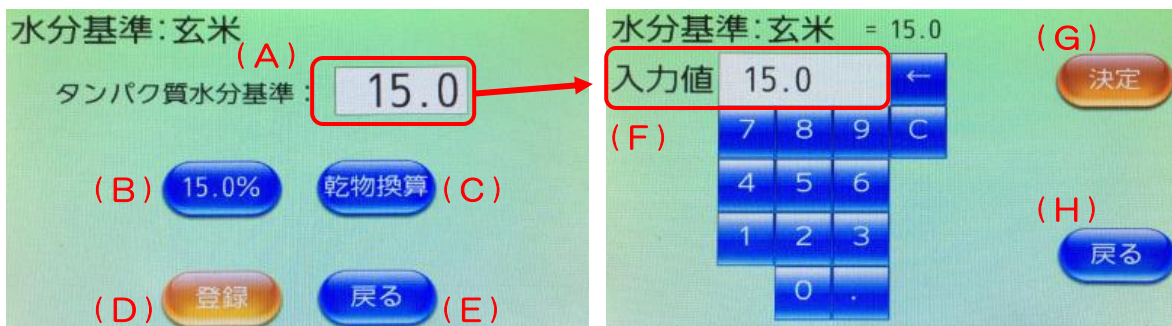 水分基準:玄米
(A)
タンパク質水分基準: 15.0
(B) 15.0% 乾物換算 (C)
(D) 登録 戻る (E)
水分基準:玄米 = 15.0
(G)
入力値 15.0 ← 決定
(F)
7 8 9 C
4 5 6
(H)
1 2 3
戻る
0 .